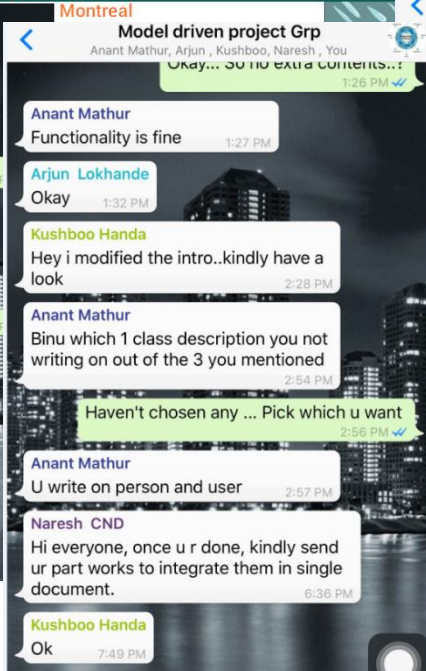 Montreal
Model driven project Grp
Anant Mathur, Arjun , Kushboo, Naresh , You
Okay... So no extra contents..?
1:26 PM
Anant Mathur
Functionality is fine
1:27 PM
Arjun Lokhande
Okay
1:32 PM
Kushboo Handa
Hey i modified the intro..kindly have a
look
2:28 PM
Anant Mathur
Binu which 1 class description you not
writing on out of the 3 you mentioned
2:54 PM
Haven't chosen any ... Pick which u want
2:56 PM
Anant Mathur
U write on person and user
2:57 PM
Naresh CND
Hi everyone, once u r done, kindly send
ur part works to integrate them in single
document.
6:36 PM
Kushboo Handa
Ok
7:49 PM